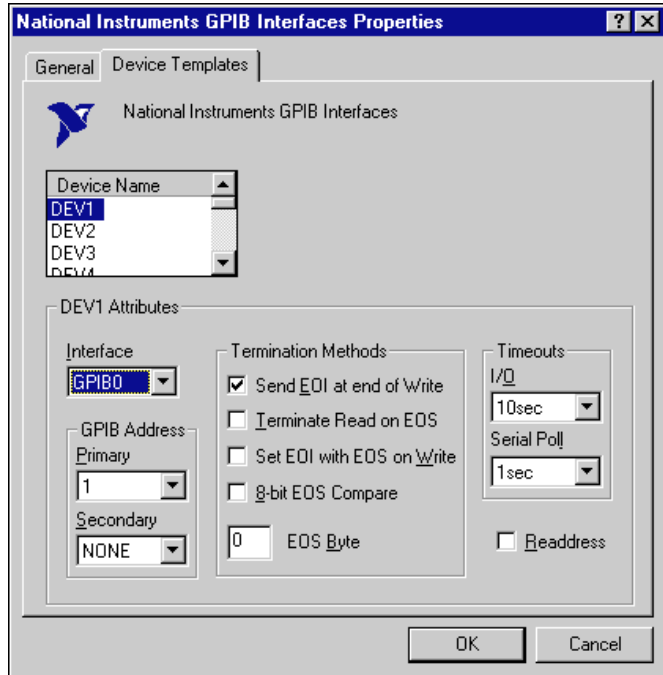 National Instruments GPIB Interfaces Properties
General
Device Templates
National Instruments GPIB Interfaces
Device Name
DEV1
DEV2
DEV3
DEV4
DEV1 Attributes
Interface
GPIB0
GPIB Address
Primary
1
Secondary
NONE
Termination Methods
Send EOI at end of Write
Terminate Read on EOS
Set EOI with EOS on Write
8-bit EOS Compare
0 EOS Byte
Timeouts
I/O
10sec
Serial Poll
1sec
Readdress
OK
Cancel